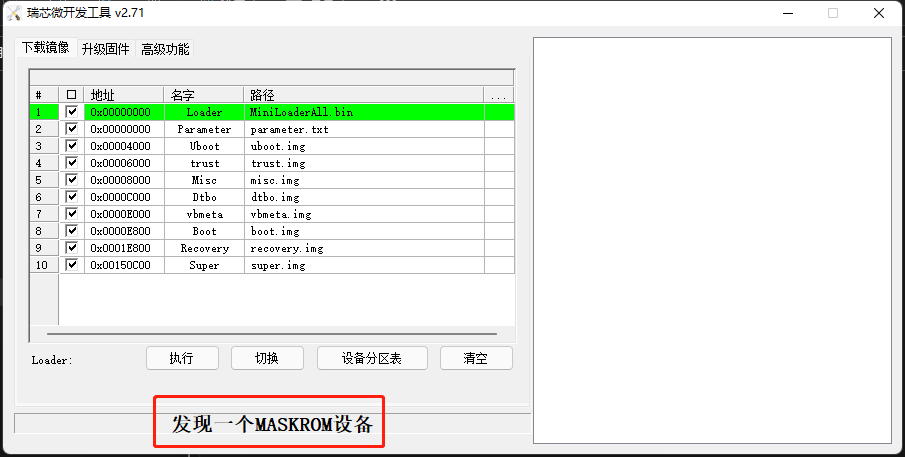 瑞芯微开发工具 v2.71
下载镜像 升级固件 高级功能
# 地址 名字 路径 ...
1 0x00000000 Loader MiniLoaderAll.bin
2 0x00000000 Parameter parameter.txt
3 0x00004000 Uboot uboot.img
4 0x00006000 trust trust.img
5 0x00008000 Misc misc.img
6 0x0000C000 Dtbo dtbo.img
7 0x0000E000 vbmeta vbmeta.img
8 0x0000E800 Boot boot.img
9 0x0001E800 Recovery recovery.img
10 0x00150C00 Super super.img
Loader: 执行 切换 设备分区表 清空
发现一个MASKROM设备